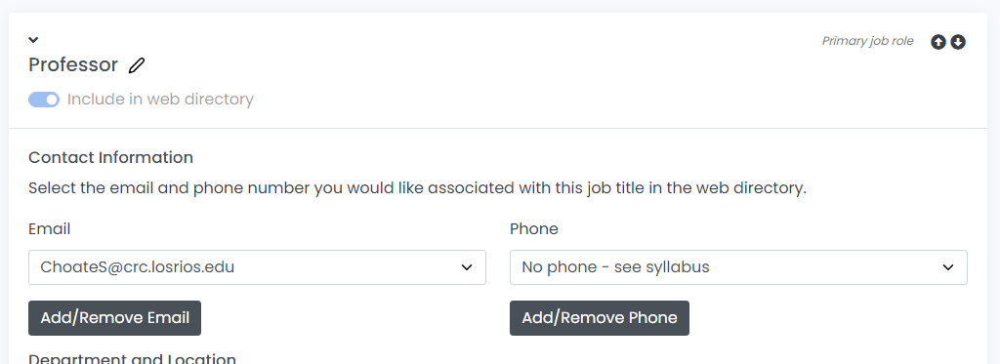 Primary job role
Professor
Include in web directory
Contact Information
Select the email and phone number you would like associated with this job title in the web directory.
Email
Phone
ChoateS@crc.losrios.edu
No phone - see syllabus
Add/Remove Email
Add/Remove Phone
Department and Location